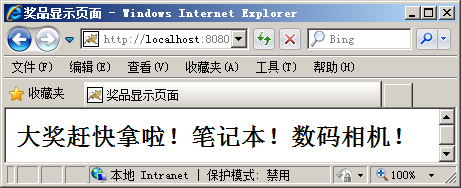 奖品显示页面 - Windows Internet Explorer
http://localhost:8080
Bing
文件(F) 编辑(E) 查看(V) 收藏夹(A) 工具(T) 帮助(H)
收藏夹 奖品显示页面
大奖赶快拿啦！笔记本！数码相机！
本地 Intranet | 保护模式: 禁用 100%